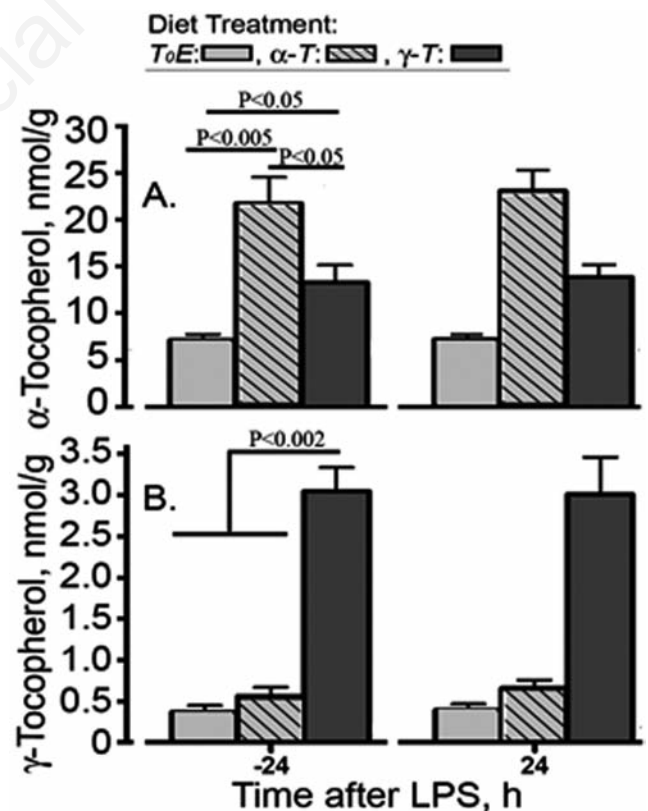 cial
Diet Treatment:
ToE: , α-T: , γ-T:
P<0.05
P<0.005
P<0.05
A.
α-Tocopherol, nmol/g
30
25
20
15
10
5
0
P<0.002
B.
γ-Tocopherol, nmol/g
3.5
3.0
2.5
2.0
1.5
1.0
0.5
0
-24 24
Time after LPS, h